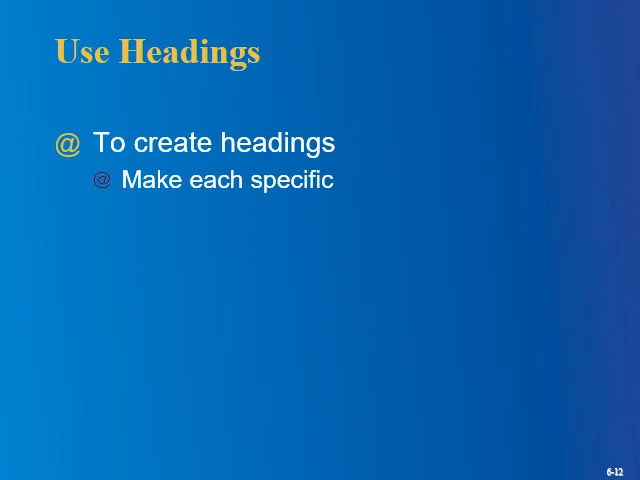 Use Headings
@ To create headings
@ Make each specific
6-12